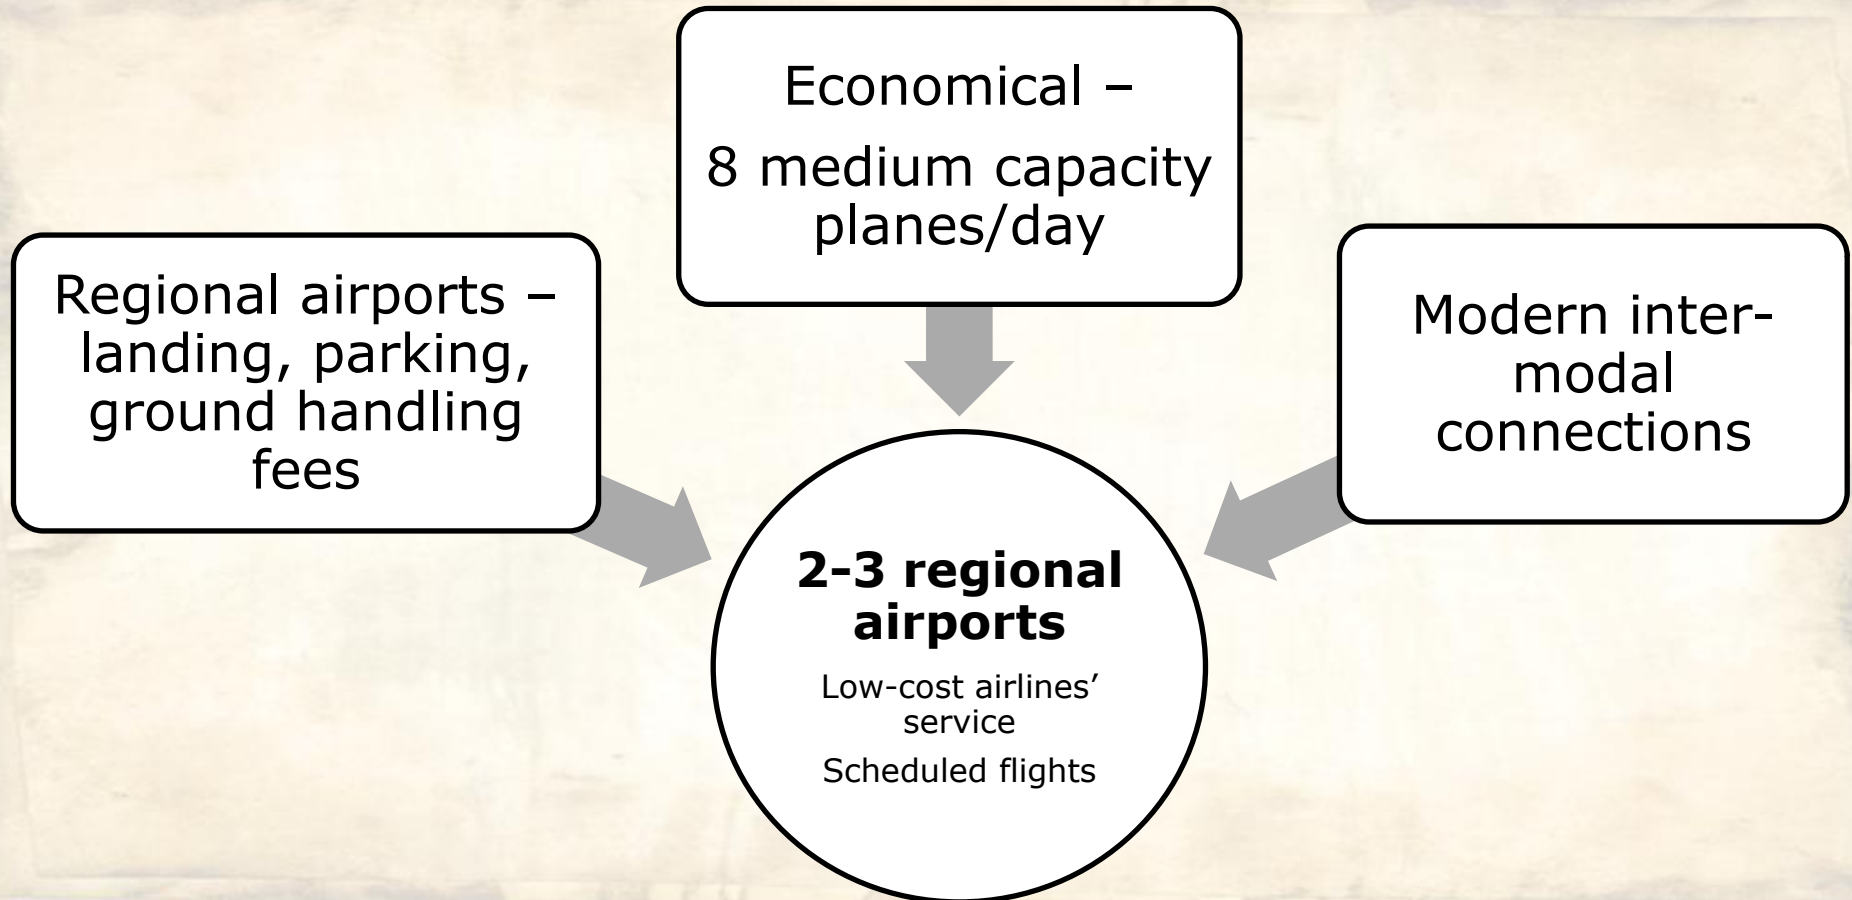 Economical –
8 medium capacity
planes/day
Regional airports –
landing, parking,
ground handling
fees
Modern inter-
modal
connections
2-3 regional
airports
Low-cost airlines’
service
Scheduled flights